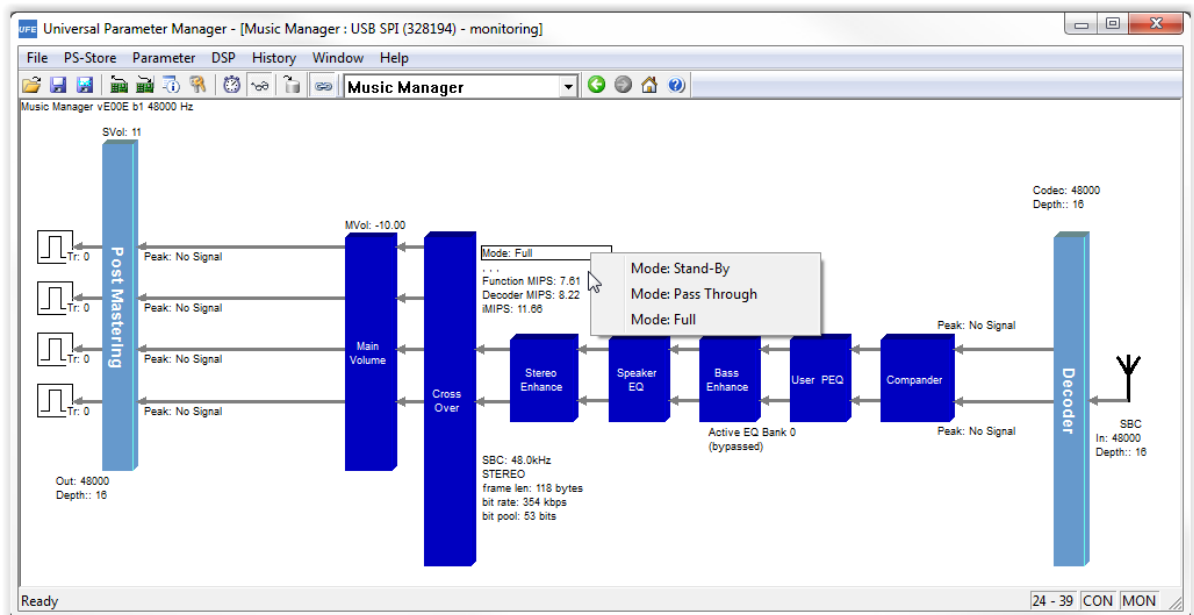 UFE Universal Parameter Manager - [Music Manager : USB SPI (328194) - monitoring]
File PS-Store Parameter DSP History Window Help
Music Manager
Music Manager vE00E b1 48000 Hz
SVol: 11
Post Mastering
Tr: 0
Tr: 0
Tr: 0
Tr: 0
Peak: No Signal
Peak: No Signal
Peak: No Signal
Peak: No Signal
Out: 48000
Depth:: 16
MVol: -10.00
Main
Volume
Cross
Over
Mode: Full
. . .
Function MIPS: 7.61
Decoder MIPS: 8.22
iMIPS: 11.66
Mode: Stand-By
Mode: Pass Through
Mode: Full
Stereo
Enhance
Speaker
EQ
Bass
Enhance
User PEQ
Compander
Active EQ Bank 0
(bypassed)
SBC: 48.0kHz
STEREO
frame len: 118 bytes
bit rate: 354 kbps
bit pool: 53 bits
Peak: No Signal
Peak: No Signal
Codec: 48000
Depth:: 16
Decoder
SBC
In: 48000
Depth:: 16
Ready
24 - 39 CON MON